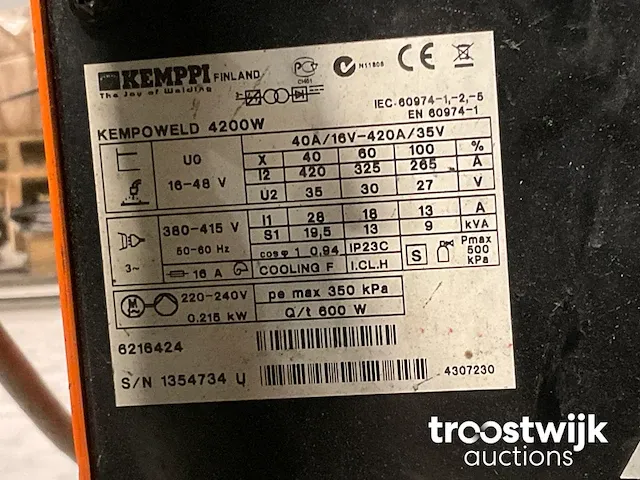 KEMPPI FINLAND
The Joy of Welding
N11808
CE
IEC 60974-1,-2,-5
EN 60974-1
KEMPOWELD 4200W
40A/16V-420A/35V
U0
16-48 V
X 40 60 100 %
I2 420 325 265 A
U2 35 30 27 V
380-415 V
50-60 Hz
3~
16 A
I1 28 18 13 A
S1 19,5 13 9 kVA
cosφ1 0,94 IP23C
COOLING F I.CL.H
S
Pmax
500
kPa
M
220-240V
0.215 kW
pe max 350 kPa
Q/t 600 W
6216424
S/N 1354734 U
4307230
troostwijk
auctions